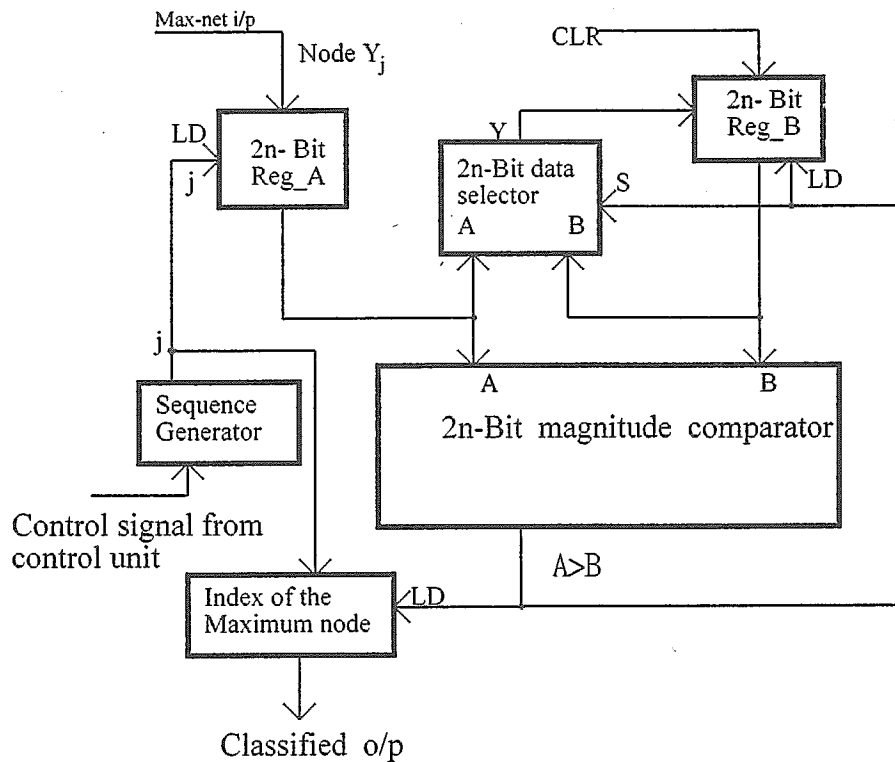 Max-net i/p
Node Yj
CLR
LD
j
2n- Bit
Reg_A
Y
2n-Bit data
selector
A B
S
2n- Bit
Reg_B
LD
j
Sequence
Generator
A B
2n-Bit magnitude comparator
Control signal from
control unit
A>B
Index of the
Maximum node
LD
Classified o/p